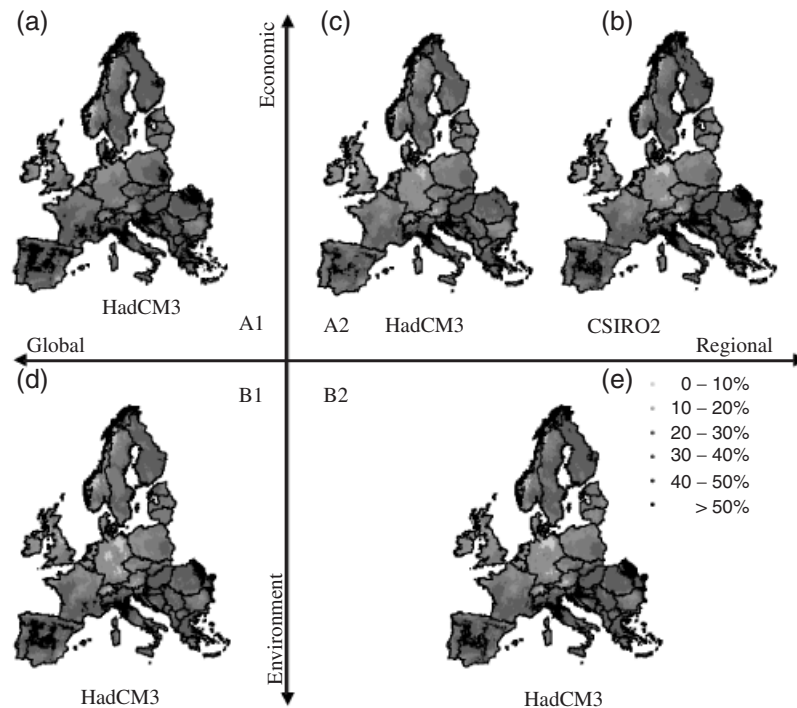 (a)
(c)
(b)
Economic
HadCM3
A1
A2
HadCM3
CSIRO2
Global
Regional
(d)
B1
B2
(e)
0 – 10%
10 – 20%
20 – 30%
30 – 40%
40 – 50%
> 50%
Environment
HadCM3
HadCM3